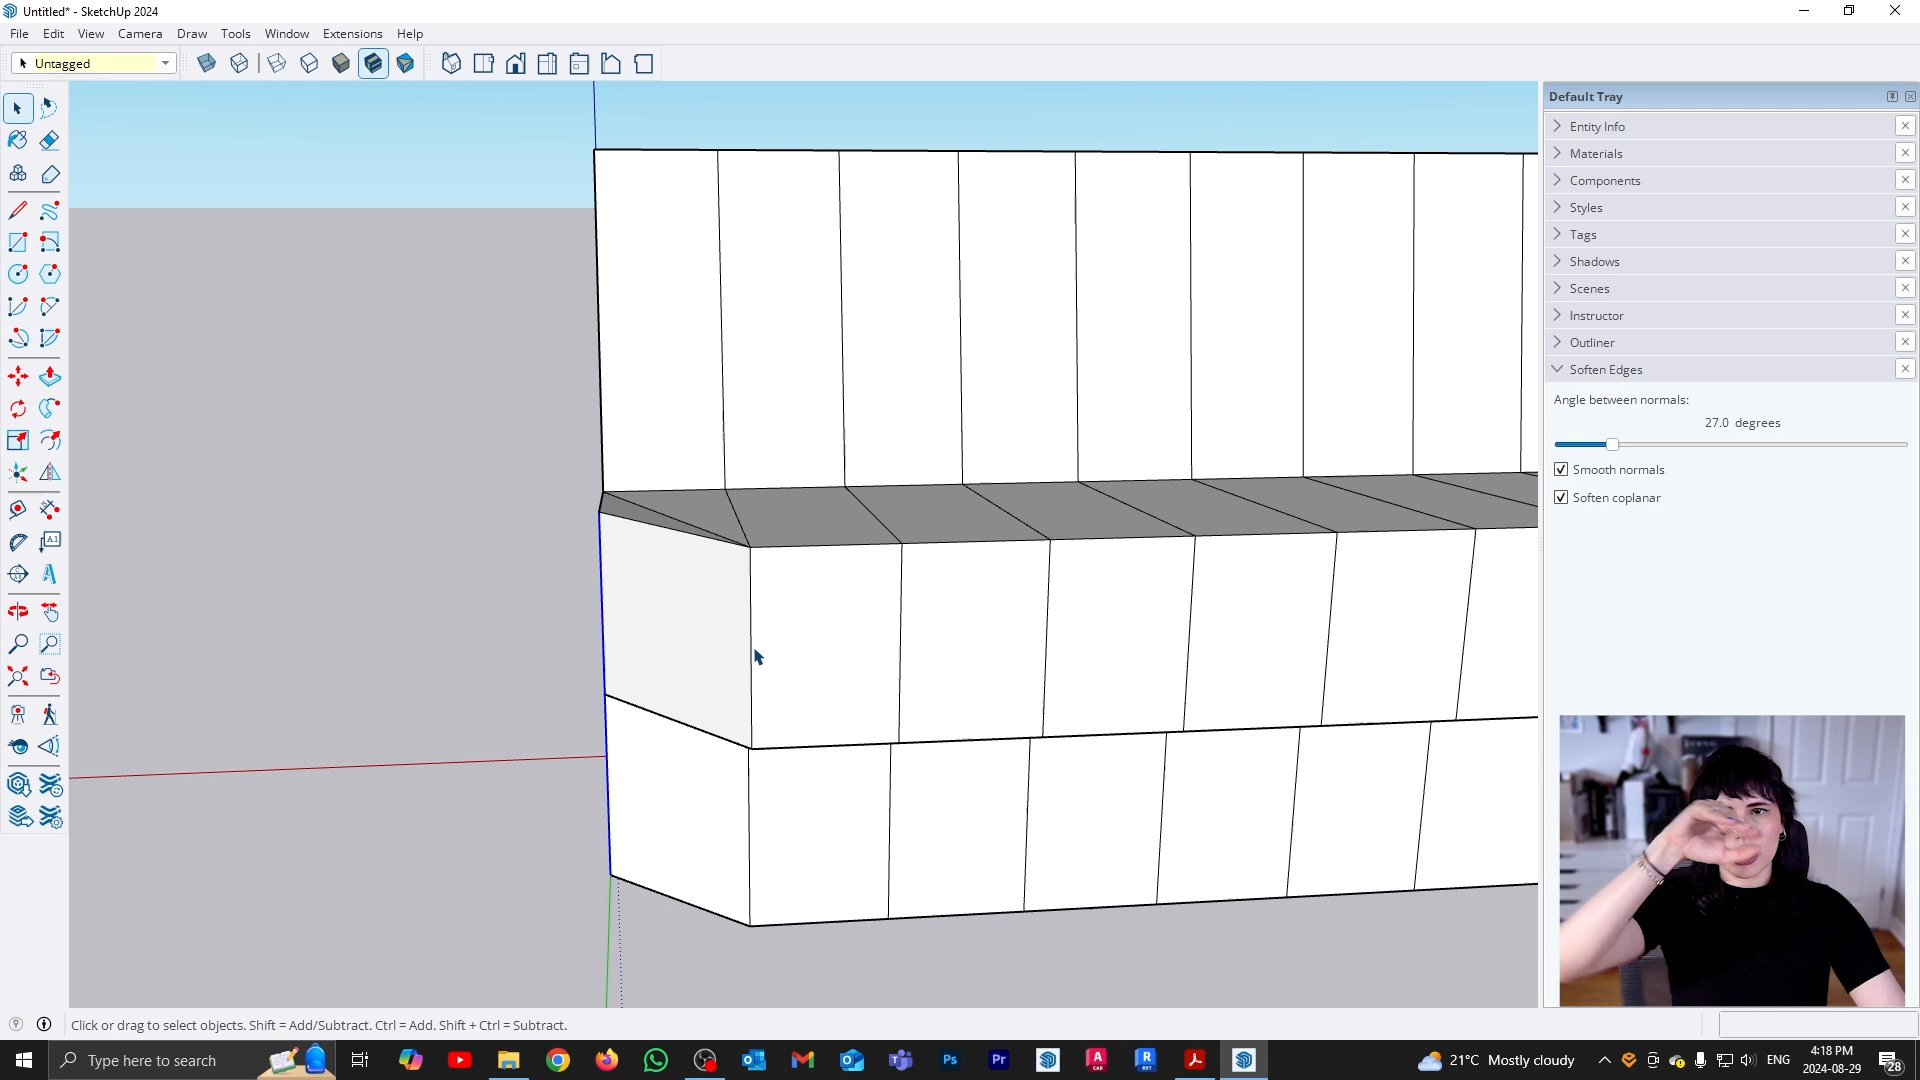 Untitled* - SketchUp 2024
File Edit View Camera Draw Tools Window Extensions Help
Untagged
Default Tray
Entity Info
Materials
Components
Styles
Tags
Shadows
Scenes
Instructor
Outliner
Soften Edges
Angle between normals:
27.0 degrees
Smooth normals
Soften coplanar
Click or drag to select objects. Shift = Add/Subtract. Ctrl = Add. Shift + Ctrl = Subtract.
Type here to search
21°C Mostly cloudy
ENG
4:18 PM
2024-08-29
28